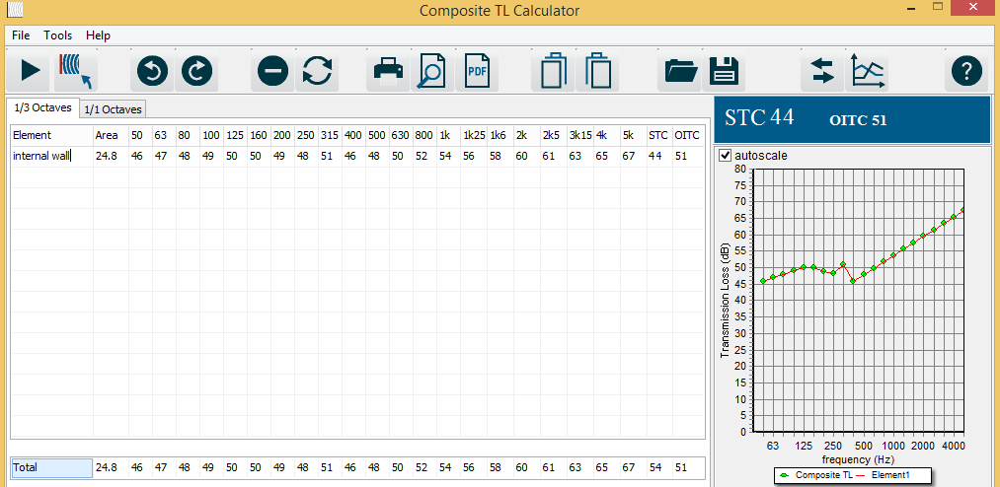 Composite TL Calculator
File Tools Help
PDF
?
1/3 Octaves 1/1 Octaves
Element Area 50 63 80 100 125 160 200 250 315 400 500 630 800 1k 1k25 1k6 2k 2k5 3k15 4k 5k STC OITC
internal wall 24.8 46 47 48 49 50 50 49 48 51 46 48 50 52 54 56 58 60 61 63 65 67 44 51
Total 24.8 46 47 48 49 50 50 49 48 51 46 48 50 52 54 56 58 60 61 63 65 67 54 51
STC 44 OITC 51
autoscale
80
75
70
65
60
55
50
45
40
35
30
25
20
15
10
5
0
Transmission Loss (dB)
63 125 250 500 1000 2000 4000
frequency (Hz)
Composite TL Element1